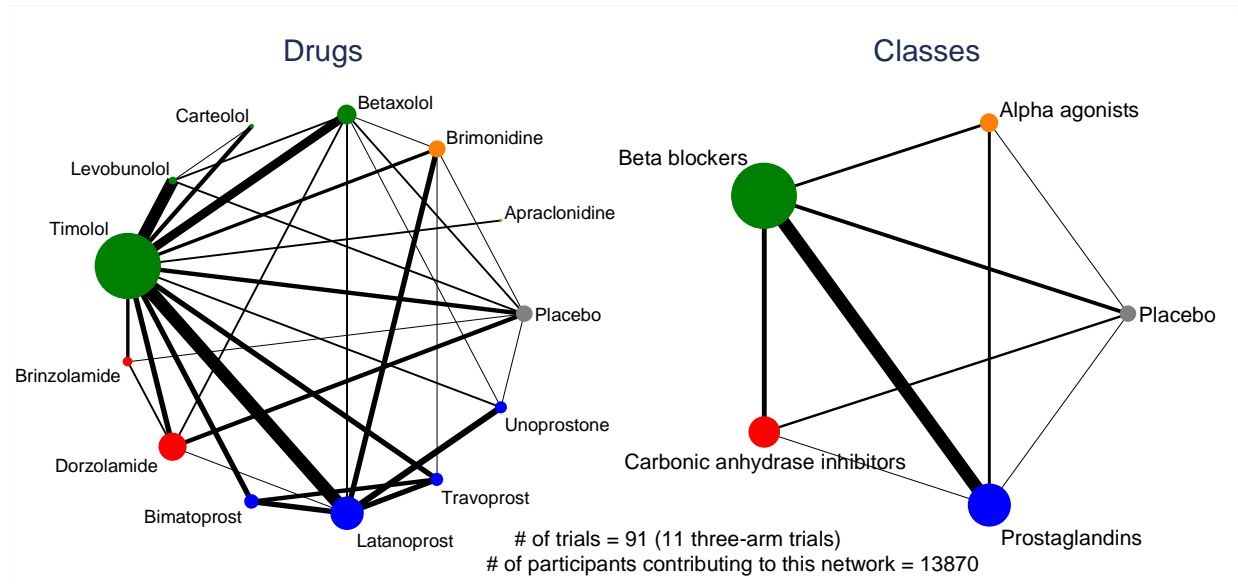 Drugs
Classes
Betaxolol
Carteolol
Brimonidine
Levobunolol
Apraclonidine
Timolol
Placebo
Brinzolamide
Unoprostone
Dorzolamide
Travoprost
Bimatoprost
Latanoprost
Alpha agonists
Beta blockers
Placebo
Carbonic anhydrase inhibitors
Prostaglandins
# of trials = 91 (11 three-arm trials)
# of participants contributing to this network = 13870